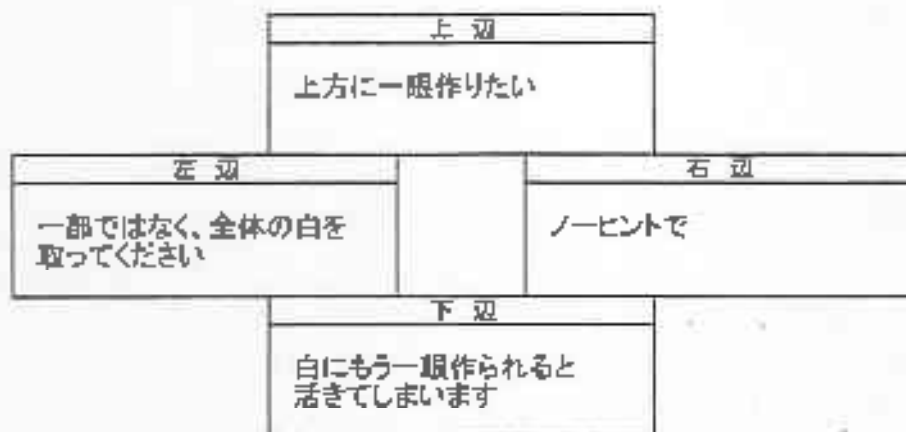 上辺
上方に一眼作りたい
左辺
一部ではなく、全体の白を
取ってください
右辺
ノーヒントで
下辺
白にもう一眼作られると
活きてしまいます